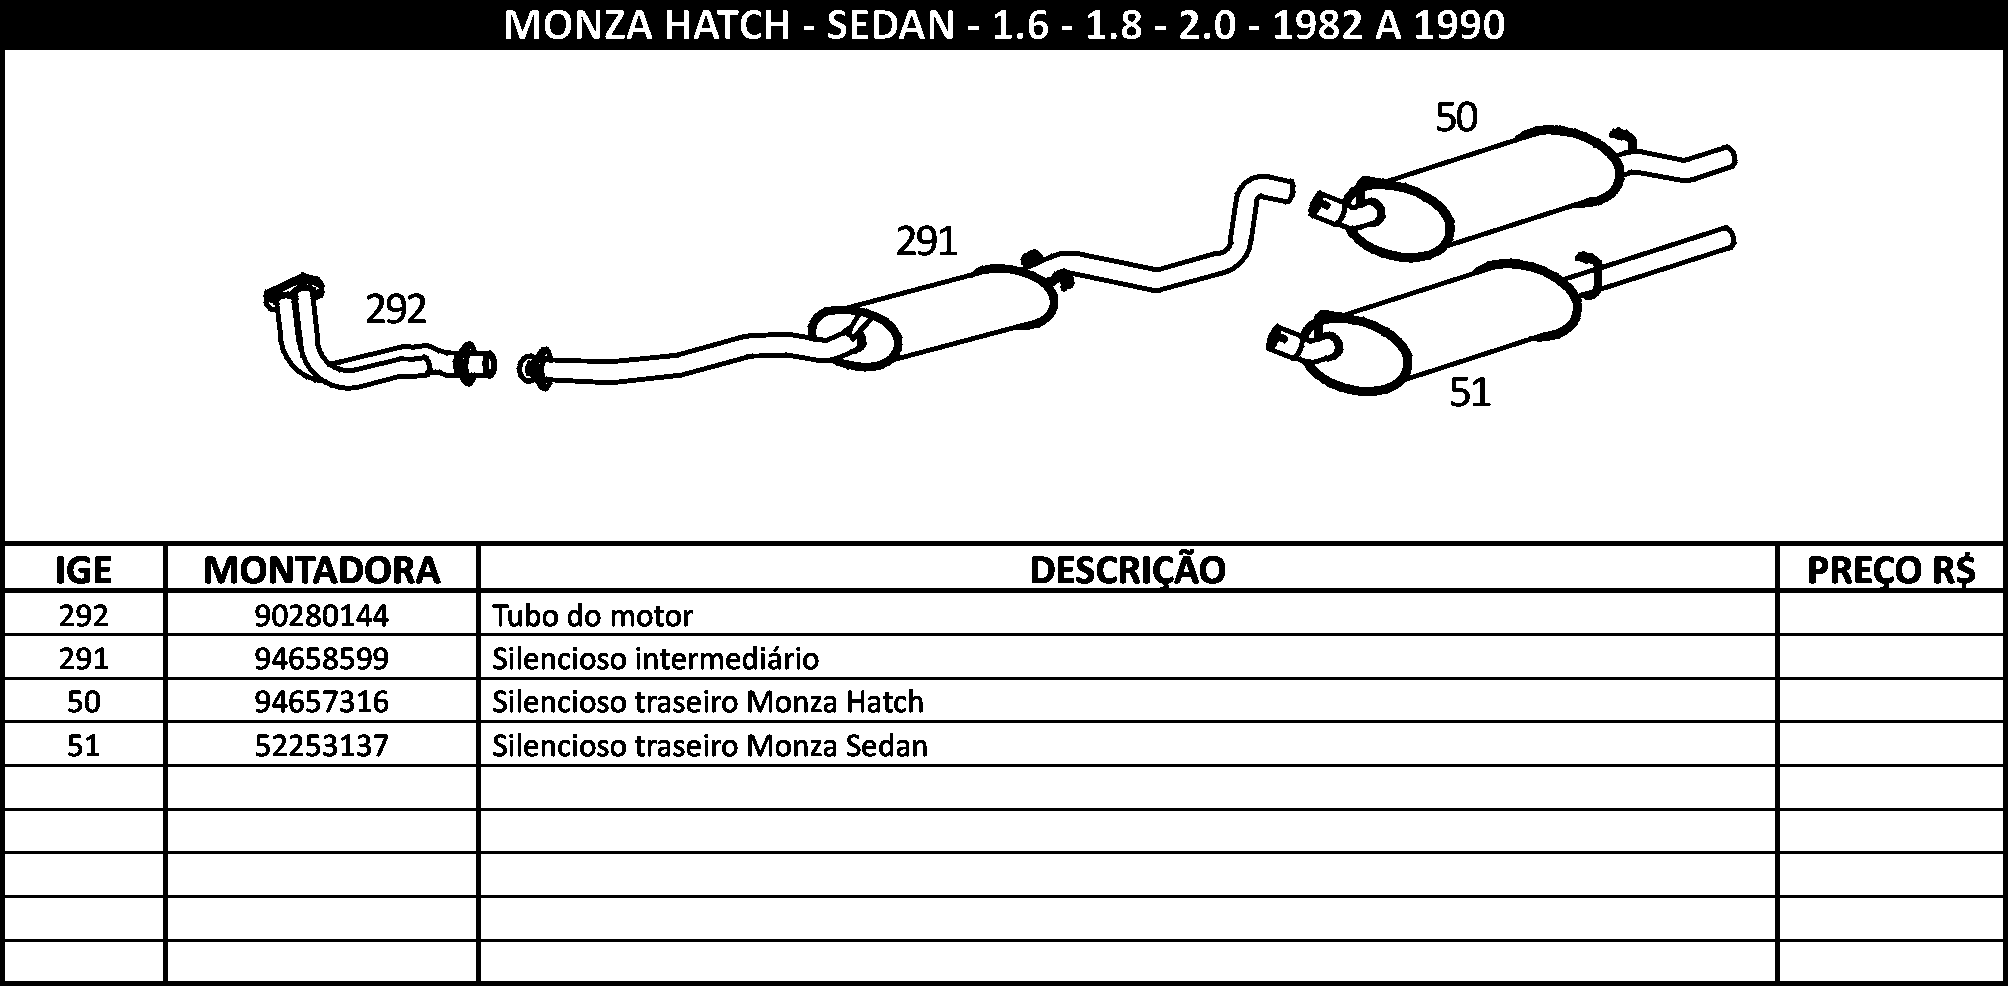 MONZA HATCH - SEDAN - 1.6 - 1.8 - 2.0 - 1982 A 1990
50
291
292
51
IGE MONTADORA DESCRIÇÃO PREÇO R$
292 90280144 Tubo do motor
291 94658599 Silencioso intermediário
50 94657316 Silencioso traseiro Monza Hatch
51 52253137 Silencioso traseiro Monza Sedan